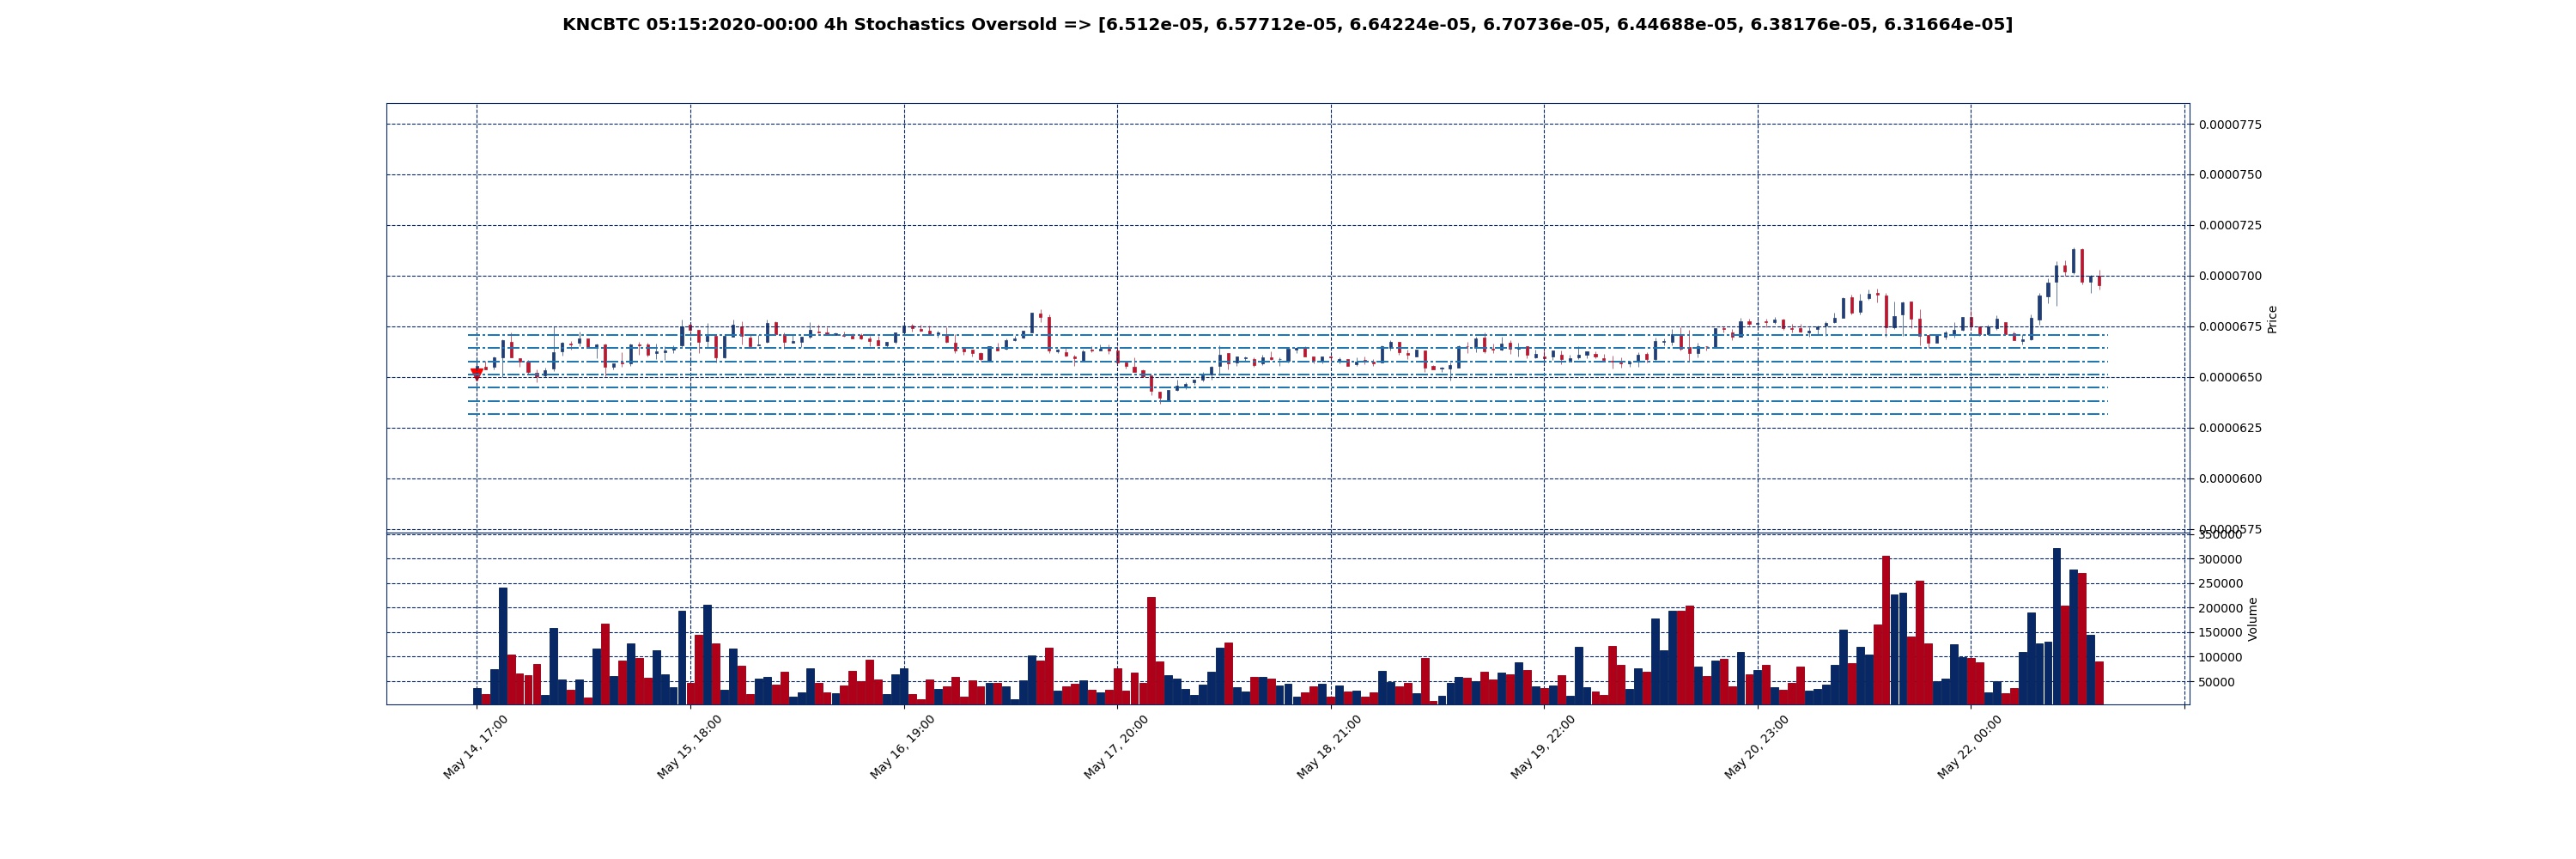 KNCBTC 05:15:2020-00:00 4h Stochastics Oversold => [6.512e-05, 6.57712e-05, 6.64224e-05, 6.70736e-05, 6.44688e-05, 6.38176e-05, 6.31664e-05]
0.0000775
0.0000750
0.0000725
0.0000700
0.0000675
0.0000650
0.0000625
0.0000600
0.0000575
Price
350000
300000
250000
200000
150000
100000
50000
Volume
May 14, 17:00
May 15, 18:00
May 16, 19:00
May 17, 20:00
May 18, 21:00
May 19, 22:00
May 20, 23:00
May 22, 00:00